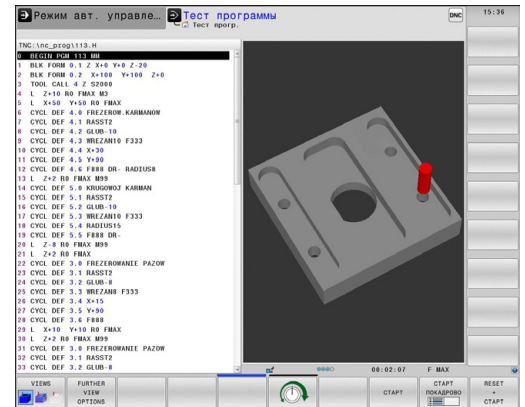 Режим авт. управле…
Тест программы
Тест прогр.
DNC
15:36
TNC:\nc_prog\113.H
0 BEGIN PGM 113 MM
1 BLK FORM 0.1 Z X+0 Y+0 Z-20
2 BLK FORM 0.2 X+100 Y+100 Z+0
3 TOOL CALL 4 Z S2000
4 L Z+10 R0 FMAX M3
5 L X+50 Y+50 R0 FMAX
6 CYCL DEF 4.0 FREZEROW.KARMANOW
7 CYCL DEF 4.1 RASST2
8 CYCL DEF 4.2 GLUB-10
9 CYCL DEF 4.3 WREZAN10 F333
10 CYCL DEF 4.4 X+30
11 CYCL DEF 4.5 Y+90
12 CYCL DEF 4.6 F888 DR- RADIUS8
13 L Z+2 R0 FMAX M99
14 CYCL DEF 5.0 KRUGOWOJ KARMAN
15 CYCL DEF 5.1 RASST2
16 CYCL DEF 5.2 GLUB-10
17 CYCL DEF 5.3 WREZAN10 F333
18 CYCL DEF 5.4 RADIUS15
19 CYCL DEF 5.5 F888 DR-
20 L Z-8 R0 FMAX M99
21 L Z+2 R0 FMAX
22 CYCL DEF 3.0 FREZEROWANIE PAZOW
23 CYCL DEF 3.1 RASST2
24 CYCL DEF 3.2 GLUB-8
25 CYCL DEF 3.3 WREZAN8 F333
26 CYCL DEF 3.4 X+15
27 CYCL DEF 3.5 Y+90
28 CYCL DEF 3.6 F888
29 L X+10 Y+10 R0 FMAX
30 L Z+2 R0 FMAX M99
31 CYCL DEF 3.0 FREZEROWANIE PAZOW
32 CYCL DEF 3.1 RASST2
33 CYCL DEF 3.2 GLUB-8
00:02:07 F MAX
VIEWS
FURTHER VIEW OPTIONS
СТАРТ
СТАРТ ПОКАДРОВО
RESET + СТАРТ